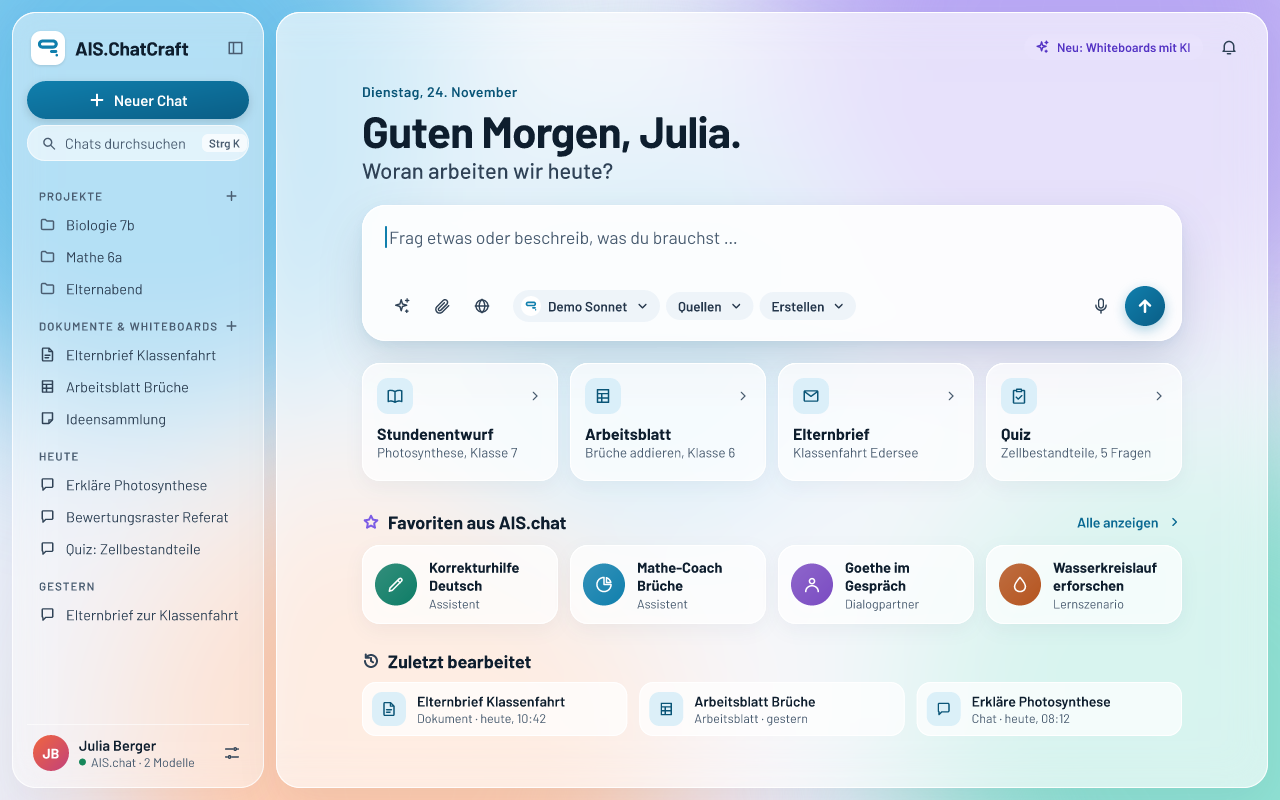 AIS.ChatCraft
Neuer Chat
Chats durchsuchen
Strg K
PROJEKTE
Biologie 7b
Mathe 6a
Elternabend
DOKUMENTE & WHITEBOARDS
Elternbrief Klassenfahrt
Arbeitsblatt Brüche
Ideensammlung
HEUTE
Erkläre Photosynthese
Bewertungsraster Referat
Quiz: Zellbestandteile
GESTERN
Elternbrief zur Klassenfahrt
JB
Julia Berger
AIS.chat · 2 Modelle
Neu: Whiteboards mit KI
Dienstag, 24. November
Guten Morgen, Julia.
Woran arbeiten wir heute?
Frag etwas oder beschreib, was du brauchst ...
Demo Sonnet
Quellen
Erstellen
Stundenentwurf
Photosynthese, Klasse 7
Arbeitsblatt
Brüche addieren, Klasse 6
Elternbrief
Klassenfahrt Edersee
Quiz
Zellbestandteile, 5 Fragen
Favoriten aus AIS.chat
Alle anzeigen
Korrekturhilfe
Deutsch
Assistent
Mathe-Coach
Brüche
Assistent
Goethe im
Gespräch
Dialogpartner
Wasserkreislauf
erforschen
Lernszenario
Zuletzt bearbeitet
Elternbrief Klassenfahrt
Dokument · heute, 10:42
Arbeitsblatt Brüche
Arbeitsblatt · gestern
Erkläre Photosynthese
Chat · heute, 08:12